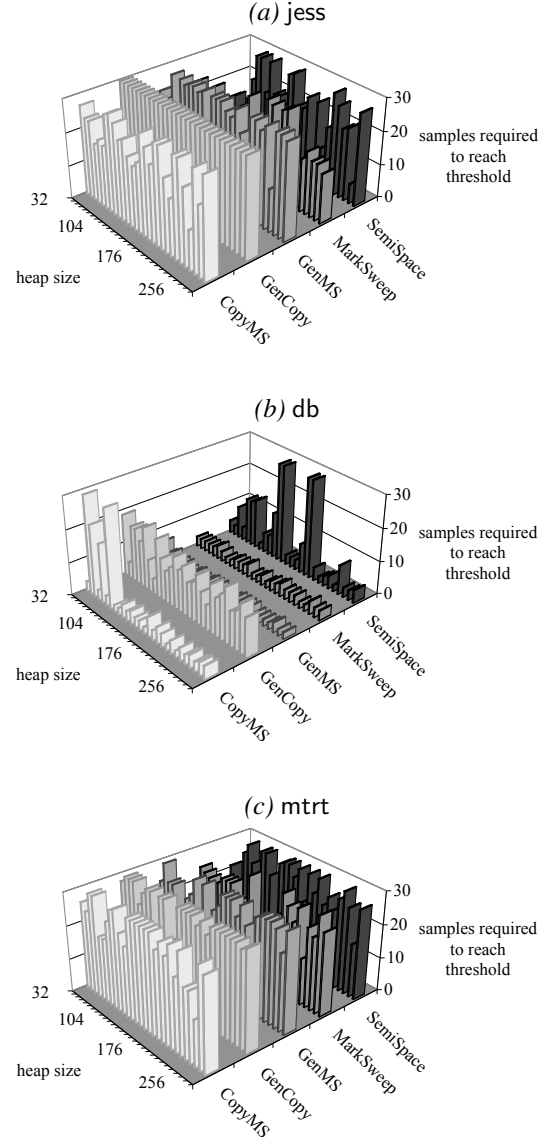 (a) jess
30
20
10
0
samples required
to reach
threshold
32
104
176
256
heap size
CopyMS
GenCopy
GenMS
MarkSweep
SemiSpace
(b) db
30
20
10
0
samples required
to reach
threshold
32
104
176
256
heap size
CopyMS
GenCopy
GenMS
MarkSweep
SemiSpace
(c) mtrt
30
20
10
0
samples required
to reach
threshold
32
104
176
256
heap size
CopyMS
GenCopy
GenMS
MarkSweep
SemiSpace